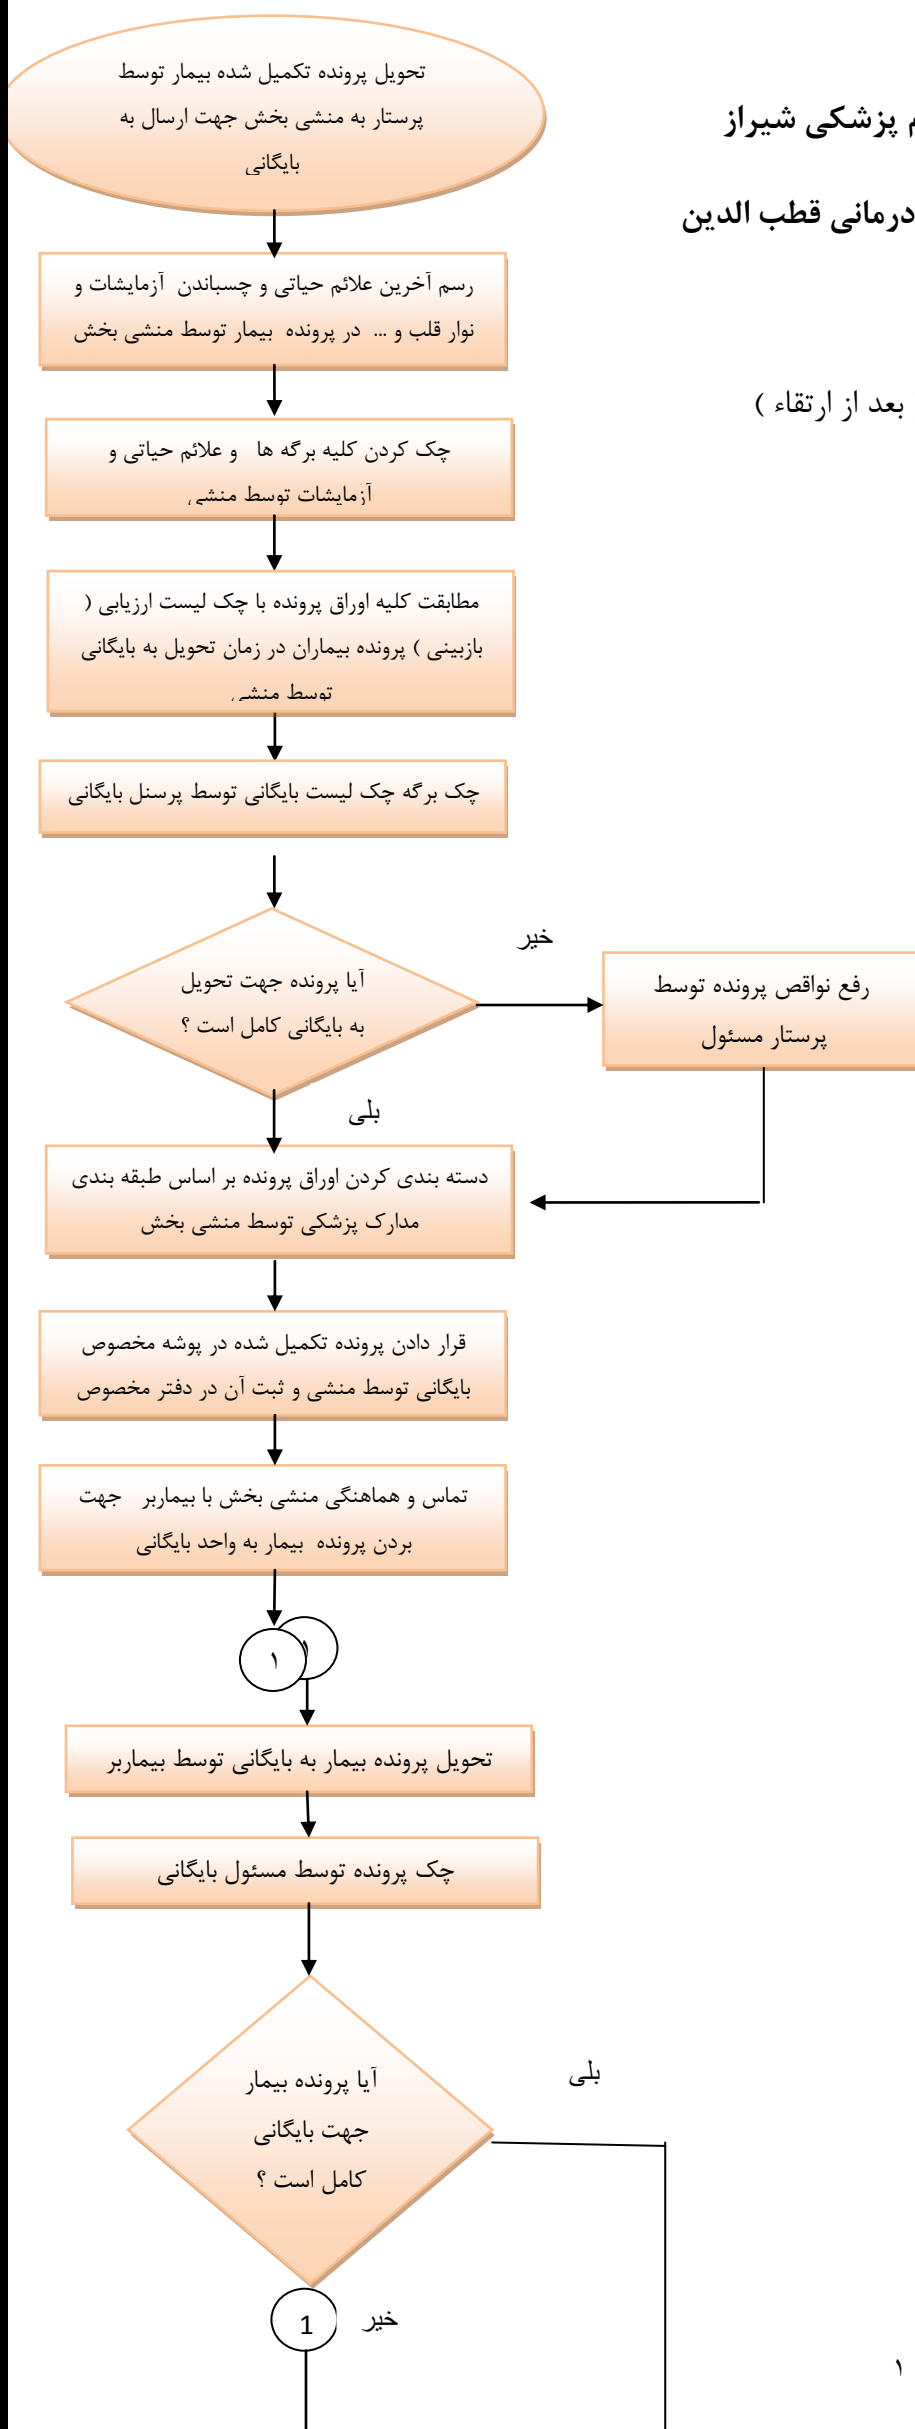 تحویل پرونده تکمیل شده بیمار توسط
پرستار به منشی بخش جهت ارسال به
بایگانی
پزشکی شیراز
درمانی قطب الدین
بعد از ارتقاء )
رسم آخرین علائم حیاتی و چسباندن آزمایشات و
نوار قلب و ... در پرونده بیمار توسط منشی بخش
چک کردن کلیه برگه ها و علائم حیاتی و
آزمایشات توسط منشی
مطابقت کلیه اوراق پرونده با چک لیست ارزیابی (
بازبینی ) پرونده بیماران در زمان تحویل به بایگانی
توسط منشی
چک برگه چک لیست بایگانی توسط پرسنل بایگانی
خیر
آیا پرونده جهت تحویل
به بایگانی کامل است ؟
رفع نواقص پرونده توسط
پرستار مسئول
بلی
دسته بندی کردن اوراق پرونده بر اساس طبقه بندی
مدارک پزشکی توسط منشی بخش
قرار دادن پرونده تکمیل شده در پوشه مخصوص
بایگانی توسط منشی و ثبت آن در دفتر مخصوص
تماس و هماهنگی منشی بخش با بیماربر جهت
بردن پرونده بیمار به واحد بایگانی
۱
تحویل پرونده بیمار به بایگانی توسط بیماربر
چک پرونده توسط مسئول بایگانی
بلی
آیا پرونده بیمار
جهت بایگانی
کامل است ؟
خیر
1
۱